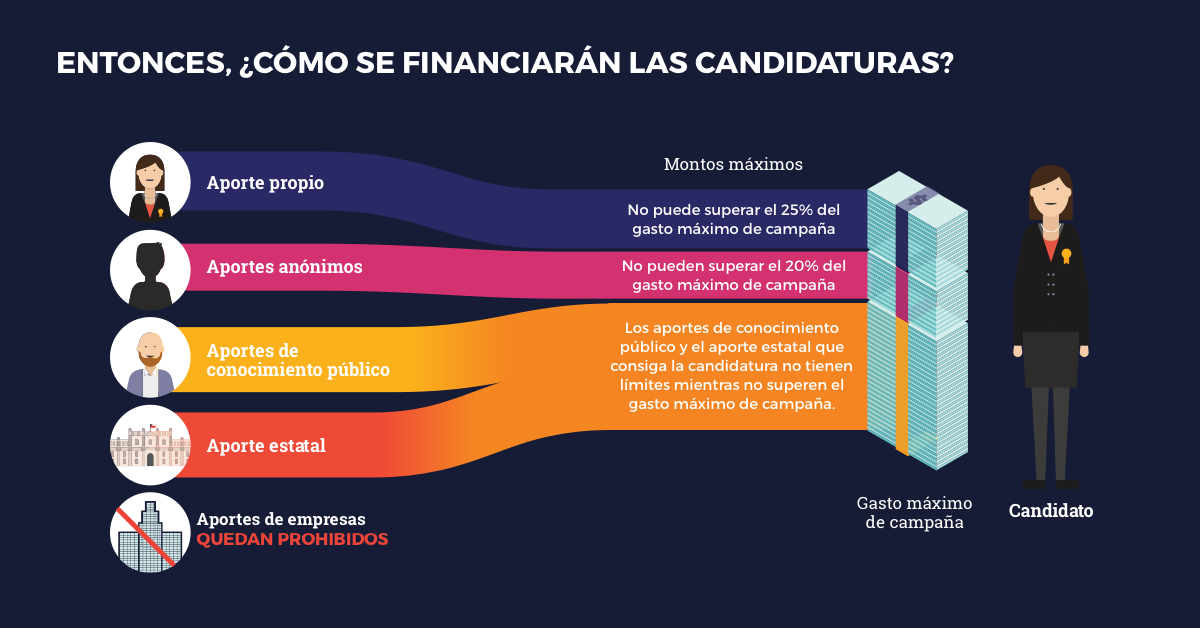 ENTONCES, ¿CÓMO SE FINANCIARÁN LAS CANDIDATURAS?
Aporte propio
Aportes anónimos
Aportes de
conocimiento público
Aporte estatal
Aportes de empresas
QUEDAN PROHIBIDOS
Montos máximos
No puede superar el 25% del
gasto máximo de campaña
No pueden superar el 20% del
gasto máximo de campaña
Los aportes de conocimiento
público y el aporte estatal que
consiga la candidatura no tienen
límites mientras no superen el
gasto máximo de campaña.
Gasto máximo
de campaña
Candidato